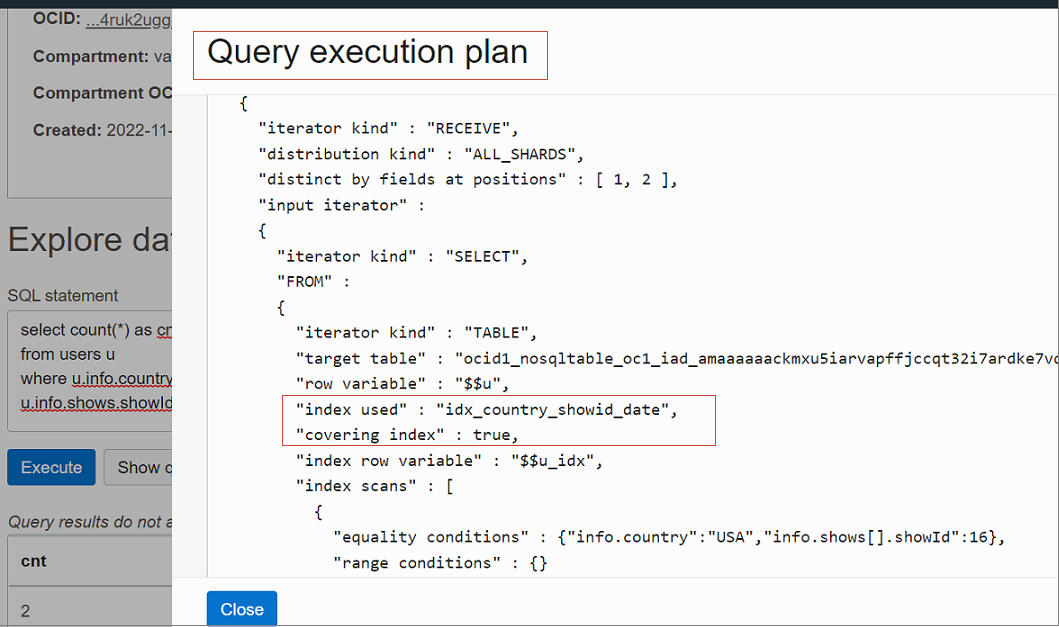 OCID: ...4ruk2ugg
Compartment: va
Compartment OC
Created: 2022-11-
Explore da
SQL statement
select count(*) as cn
from users u
where u.info.country
u.info.shows.showId
Execute
Show
Query results do not a
cnt
2
Query execution plan
{
"iterator kind" : "RECEIVE",
"distribution kind" : "ALL_SHARDS",
"distinct by fields at positions" : [ 1, 2 ],
"input iterator" :
{
"iterator kind" : "SELECT",
"FROM" :
{
"iterator kind" : "TABLE",
"target table" : "ocid1_nosqltable_oc1_iad_amaaaaaackmxu5iarvapffjccqt32i7ardke7vc
"row variable" : "$$u",
"index used" : "idx_country_showid_date",
"covering index" : true,
"index row variable" : "$$u_idx",
"index scans" : [
{
"equality conditions" : {"info.country":"USA","info.shows[].showId":16},
"range conditions" : {}
Close